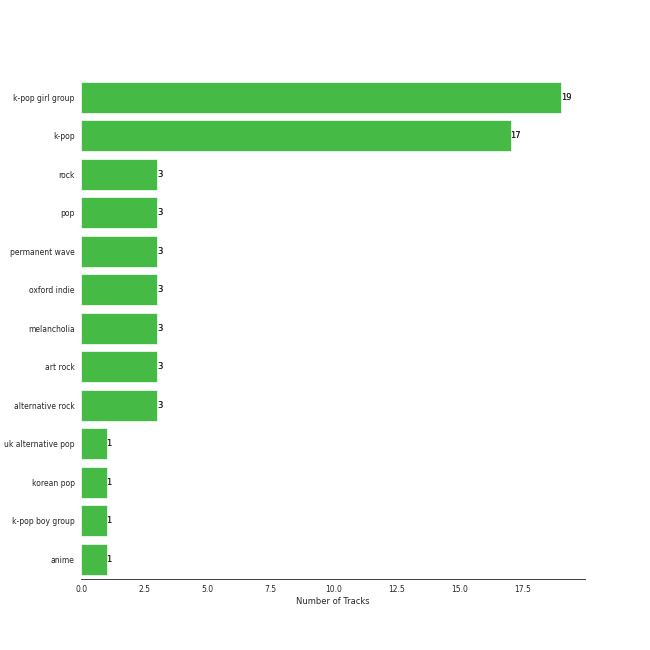 k-pop girl group 19
k-pop 17
rock 3
pop 3
permanent wave 3
oxford indie 3
melancholia 3
art rock 3
alternative rock 3
uk alternative pop 1
korean pop 1
k-pop boy group 1
anime 1
0.0 2.5 5.0 7.5 10.0 12.5 15.0 17.5
Number of Tracks